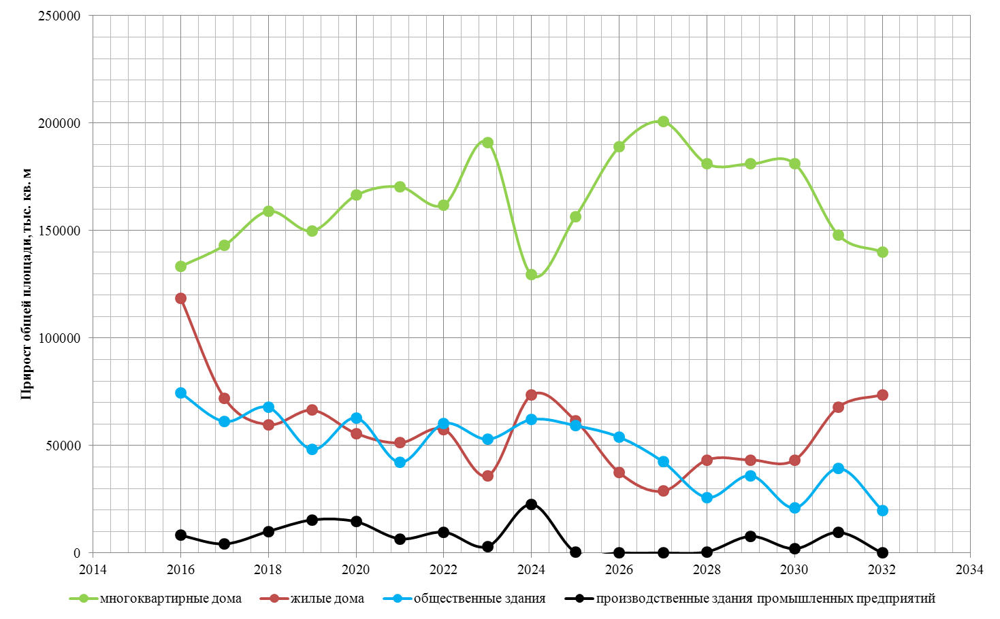 Прирост общей площади, тыс. кв. м
250000
200000
150000
100000
50000
0
2014 2016 2018 2020 2022 2024 2026 2028 2030 2032 2034
многоквартирные дома жилые дома общественные здания производственные здания промышленных предприятий